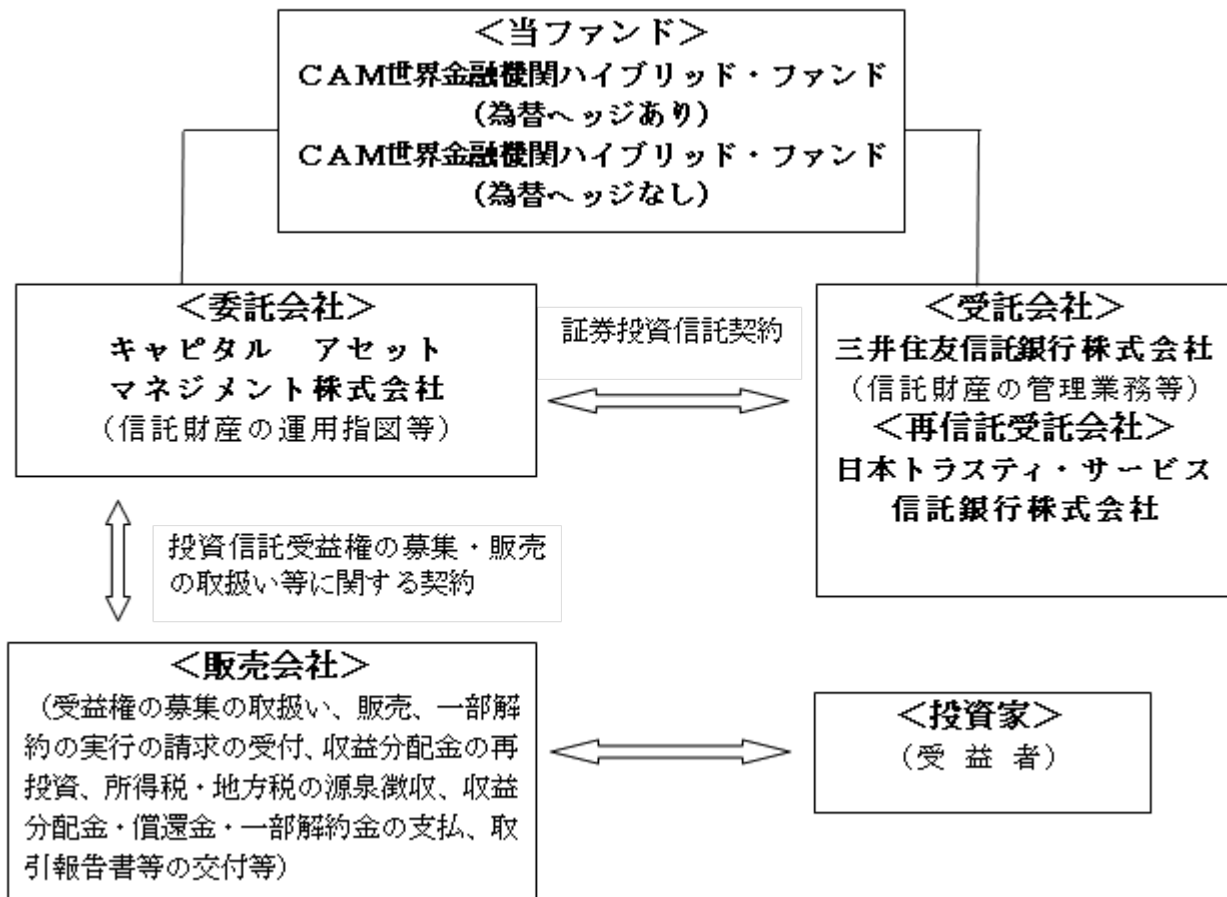 ＜当ファンド＞
ＣＡＭ世界金融機関ハイブリッド・ファンド
（為替ヘッジあり）
ＣＡＭ世界金融機関ハイブリッド・ファンド
（為替ヘッジなし）
＜委託会社＞
キャピタル　アセット
マネジメント株式会社
（信託財産の運用指図等）
証券投資信託契約
＜受託会社＞
三井住友信託銀行株式会社
（信託財産の管理業務等）
＜再信託受託会社＞
日本トラスティ・サービス
信託銀行株式会社
投資信託受益権の募集・販売
の取扱い等に関する契約
＜販売会社＞
（受益権の募集の取扱い、販売、一部解
約の実行の請求の受付、収益分配金の再
投資、所得税・地方税の源泉徴収、収益
分配金・償還金・一部解約金の支払、取
引報告書等の交付等）
＜投資家＞
（受 益 者）